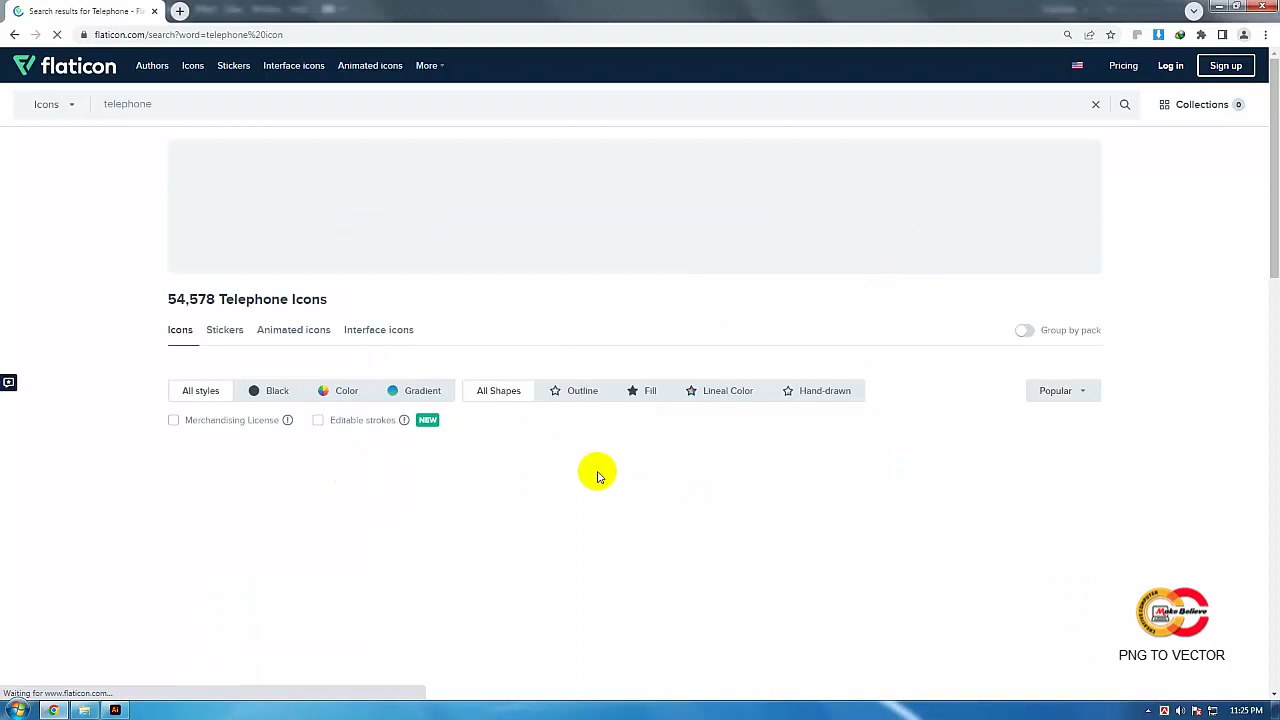 Search results for Telephone - Fl
flaticon.com/search?word=telephone%20icon
flaticon
Authors
Icons
Stickers
Interface icons
Animated icons
More
Pricing
Log in
Sign up
Icons
telephone
Collections
0
54,578 Telephone Icons
Icons
Stickers
Animated icons
Interface icons
Group by pack
All styles
Black
Color
Gradient
All Shapes
Outline
Fill
Lineal Color
Hand-drawn
Popular
Merchandising License
Editable strokes
NEW
Make Believe
PNG TO VECTOR
Waiting for www.flaticon.com...
Ai
11:25 PM